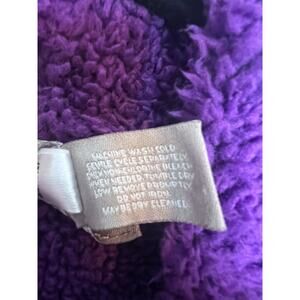 MACHINE WASH COLD
GENTLE CYCLE SEPARATELY
ONLY NON-CHLORINE BLEACH
WHEN NEEDED. TUMBLE DRY
LOW REMOVE PROMPTLY
DO NOT IRON.
MAY BE DRY CLEANED.